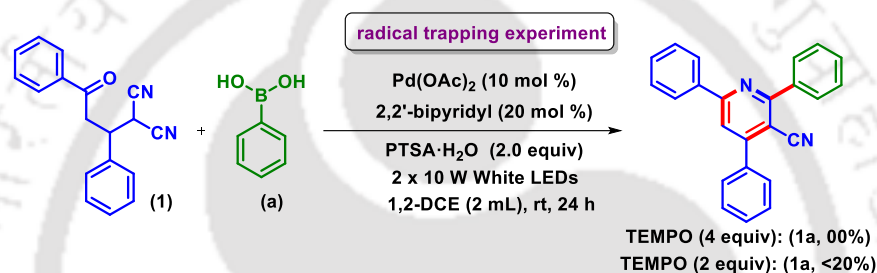 radical trapping experiment
O
CN
CN
(1)
+
HO
OH
B
(a)
Pd(OAc)₂ (10 mol %)
2,2'-bipyridyl (20 mol %)
PTSA·H₂O (2.0 equiv)
2 x 10 W White LEDs
1,2-DCE (2 mL), rt, 24 h
N
CN
TEMPO (4 equiv): (1a, 00%)
TEMPO (2 equiv): (1a, <20%)